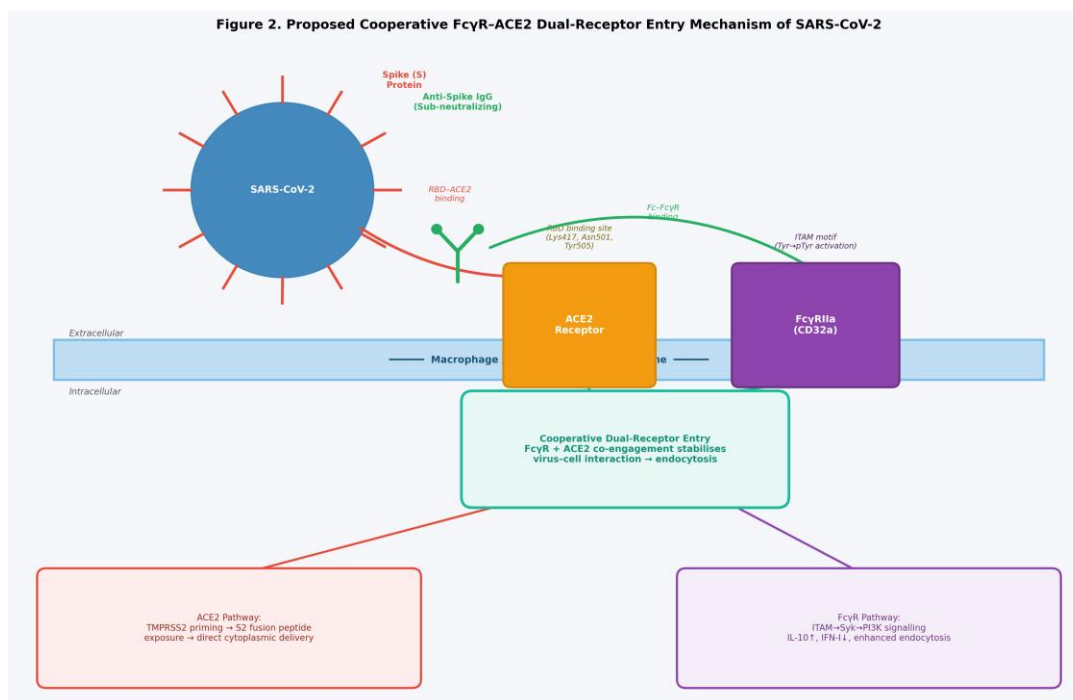 Figure 2. Proposed Cooperative FcγR–ACE2 Dual-Receptor Entry Mechanism of SARS-CoV-2
Spike (S)
Protein
Anti-Spike IgG
(Sub-neutralizing)
SARS-CoV-2
RBD–ACE2
binding
Fc–FcγR
binding
RBD binding site
(Lys417, Asn501,
Tyr505)
ITAM motif
(Tyr→pTyr activation)
ACE2
Receptor
FcγRIIa
(CD32a)
Extracellular
Macrophage
Intracellular
Cooperative Dual-Receptor Entry
FcγR + ACE2 co-engagement stabilises
virus–cell interaction → endocytosis
ACE2 Pathway:
TMPRSS2 priming → S2 fusion peptide
exposure → direct cytoplasmic delivery
FcγR Pathway:
ITAM→Syk→PI3K signalling
IL-10↑, IFN-I↓, enhanced endocytosis